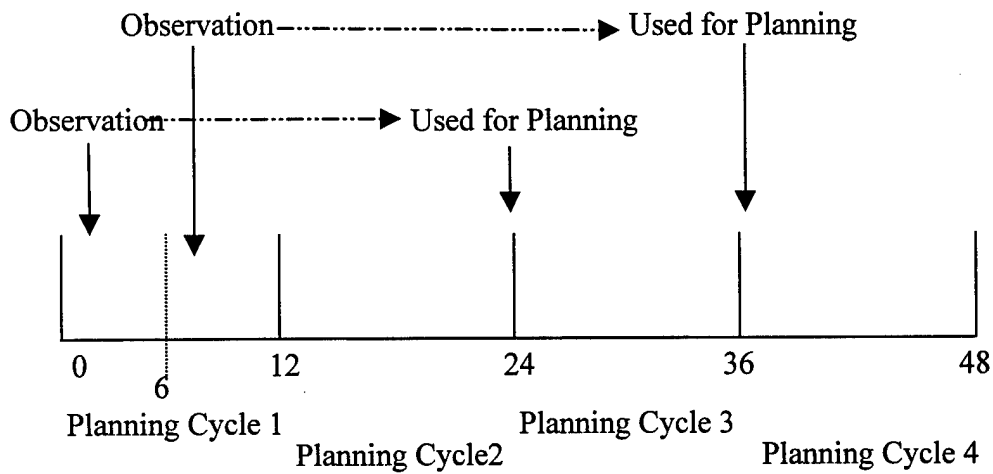 Observation Used for Planning
Observation Used for Planning
0 6 12 24 36 48
Planning Cycle 1
Planning Cycle2
Planning Cycle 3
Planning Cycle 4